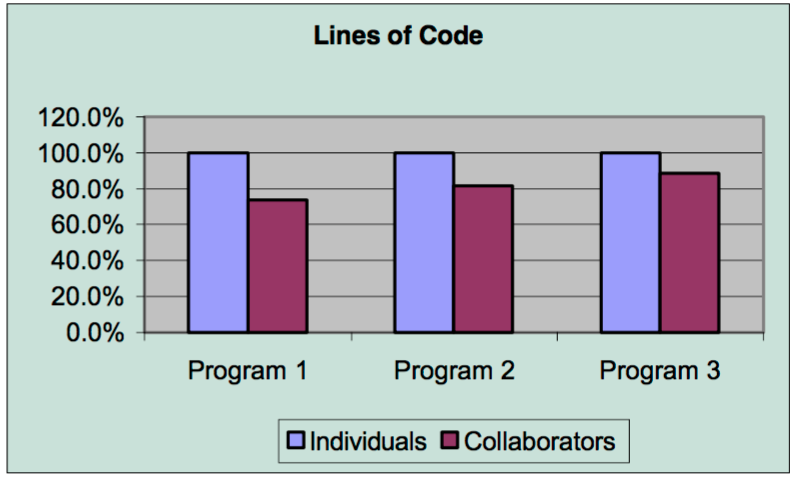 Lines of Code
120.0%
100.0%
80.0%
60.0%
40.0%
20.0%
0.0%
Program 1 Program 2 Program 3
Individuals Collaborators